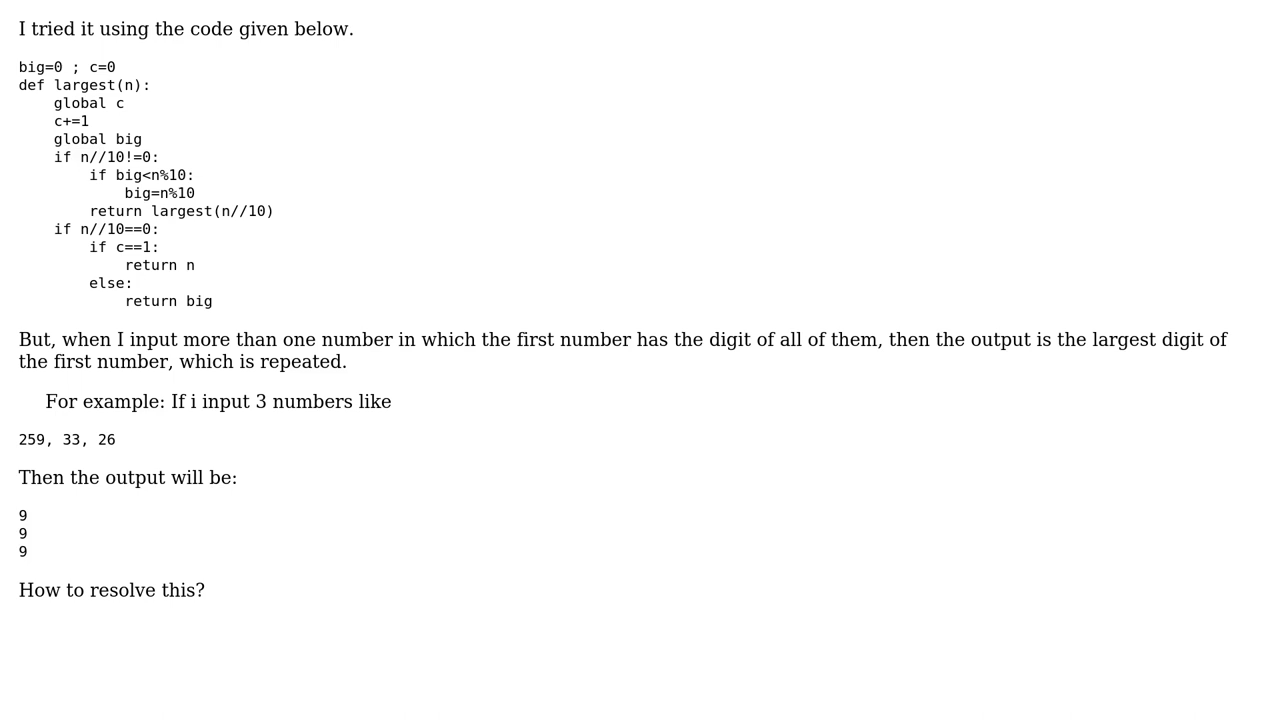 I tried it using the code given below.
big=0 ; c=0
def largest(n):
    global c
    c+=1
    global big
    if n//10!=0:
        if big<n%10:
            big=n%10
        return largest(n//10)
    if n//10==0:
        if c==1:
            return n
        else:
            return big
But, when I input more than one number in which the first number has the digit of all of them, then the output is the largest digit of
the first number, which is repeated.
For example: If i input 3 numbers like
259, 33, 26
Then the output will be:
9
9
9
How to resolve this?